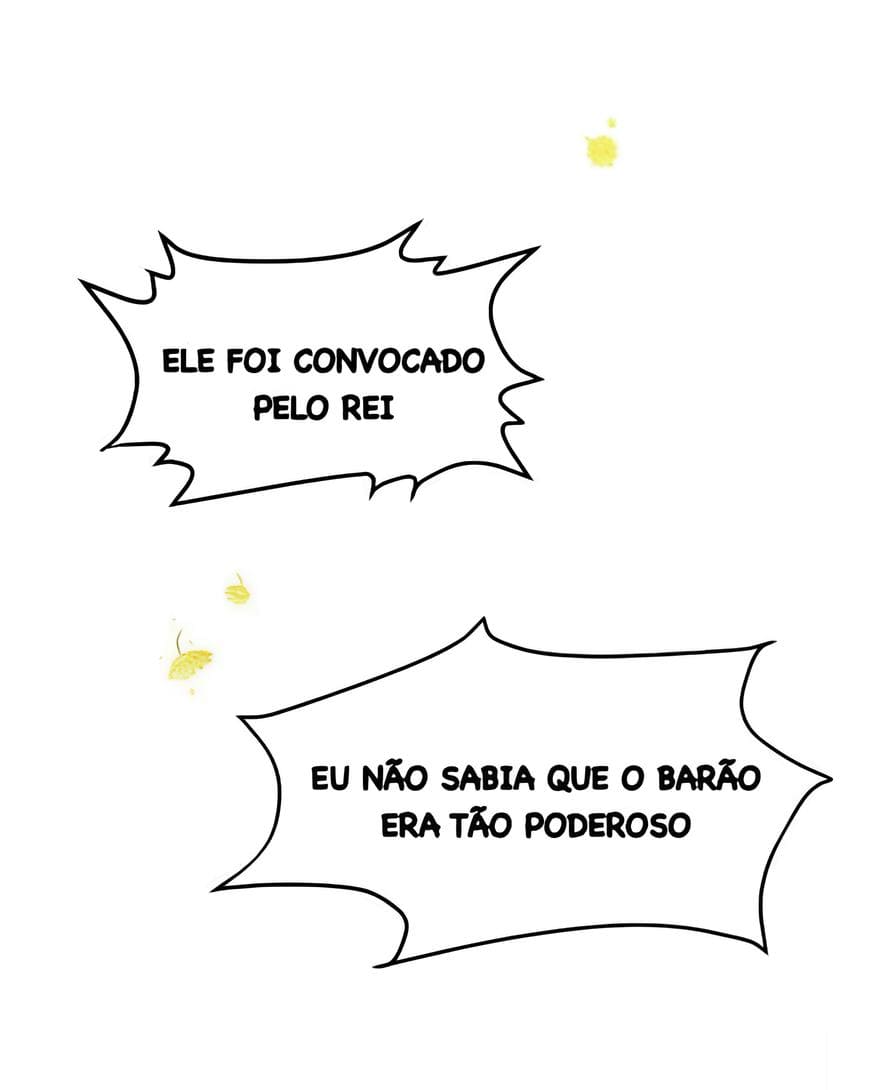 ELE FOI CONVOCADO
PELO REI
EU NÃO SABIA QUE O BARÃO
ERA TÃO PODEROSO